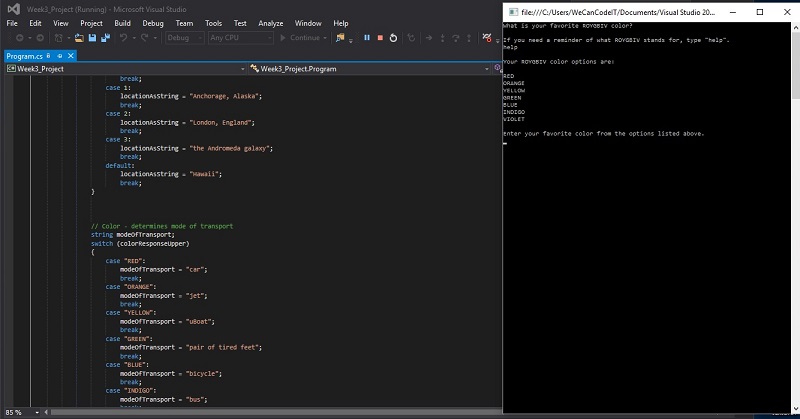 Week3_Project (Running) - Microsoft Visual Studio
File Edit View Project Build Debug Team Tools Test Analyze Window Help
Debug Any CPU Continue
Program.cs
Week3_Project Week3_Project.Program
break;
case 1:
locationAsString = "Anchorage, Alaska";
break;
case 2:
locationAsString = "London, England";
break;
case 3:
locationAsString = "the Andromeda galaxy";
break;
default:
locationAsString = "Hawaii";
break;
}
// Color - determines mode of transport
string modeOfTransport;
switch (colorResponseUpper)
{
case "RED":
modeOfTransport = "car";
break;
case "ORANGE":
modeOfTransport = "jet";
break;
case "YELLOW":
modeOfTransport = "uBoat";
break;
case "GREEN":
modeOfTransport = "pair of tired feet";
break;
case "BLUE":
modeOfTransport = "bicycle";
break;
case "INDIGO":
modeOfTransport = "bus";
85 %
file:///C:/Users/WeCanCodeIT/Documents/Visual Studio 20...
What is your favorite ROYGBIV color?
If you need a reminder of what ROYGBIV stands for, type "help".
help
Your ROYGBIV color options are:
RED
ORANGE
YELLOW
GREEN
BLUE
INDIGO
VIOLET
Enter your favorite color from the options listed above.